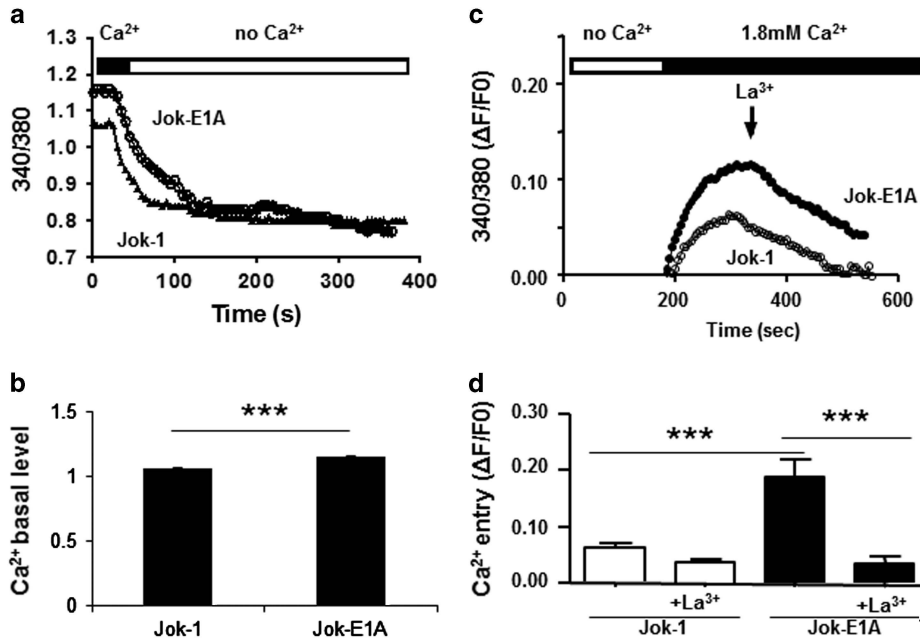 a
Ca²⁺ no Ca²⁺
1.3
1.2
1.1
1.0
0.9
0.8
0.7
340/380
Jok-E1A
Jok-1
0 100 200 300 400
Time (s)
b
***
1.5
1
0.5
0
Ca²⁺ basal level
Jok-1 Jok-E1A
c
no Ca²⁺ 1.8mM Ca²⁺
0.20
0.10
0.00
340/380 (ΔF/F0)
La³⁺
Jok-E1A
Jok-1
0 200 400 600
Time (sec)
d
0.30
0.20
0.10
0.00
Ca²⁺ entry (ΔF/F0)
*** ***
+La³⁺ +La³⁺
Jok-1 Jok-E1A